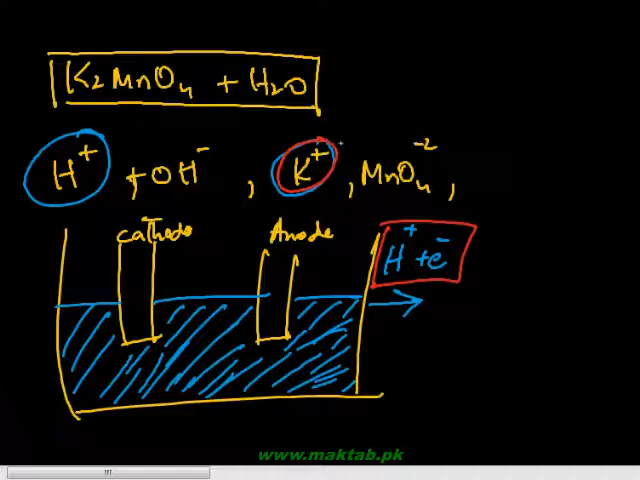 K2MnO4 + H2O
H+ + OH-, K+, MnO4-2,
Cathode Anode
H+ + e-
www.maktab.pk